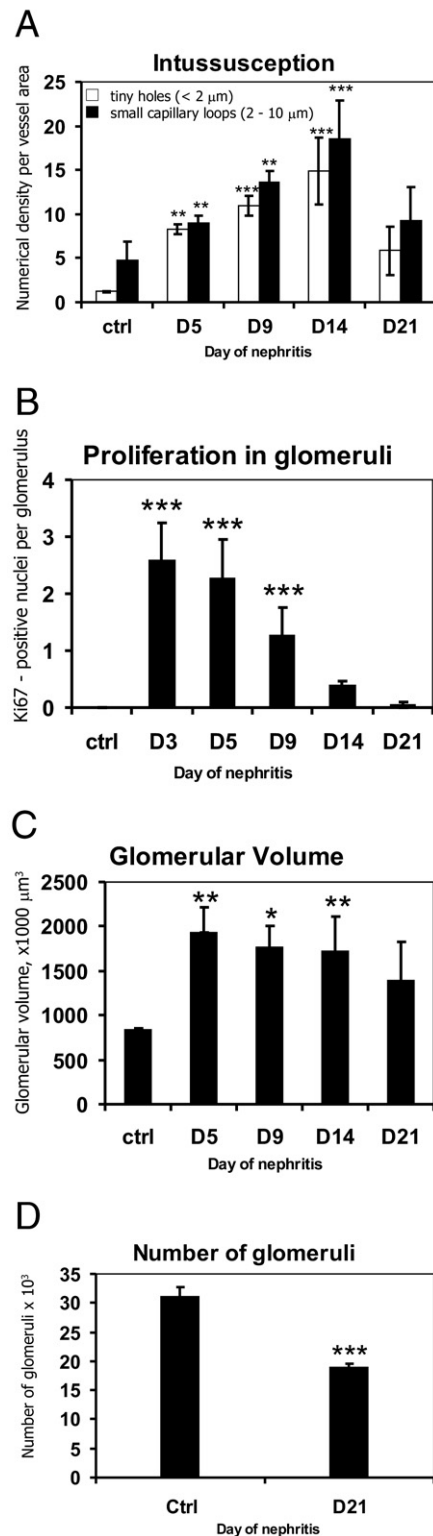 A
Intussusception
Numerical density per vessel area
25
20
15
10
5
0
tiny holes (< 2 μm)
small capillary loops (2 - 10 μm)
** ** *** ** *** ***
ctrl D5 D9 D14 D21
Day of nephritis
B
Proliferation in glomeruli
Ki67 - positive nuclei per glomerulus
4
3
2
1
0
*** *** ***
ctrl D3 D5 D9 D14 D21
Day of nephritis
C
Glomerular Volume
Glomerular volume, x1000 μm³
2500
2000
1500
1000
500
0
** * **
ctrl D5 D9 D14 D21
Day of nephritis
D
Number of glomeruli
Number of glomeruli x 10³
35
30
25
20
15
10
5
0
***
Ctrl D21
Day of nephritis